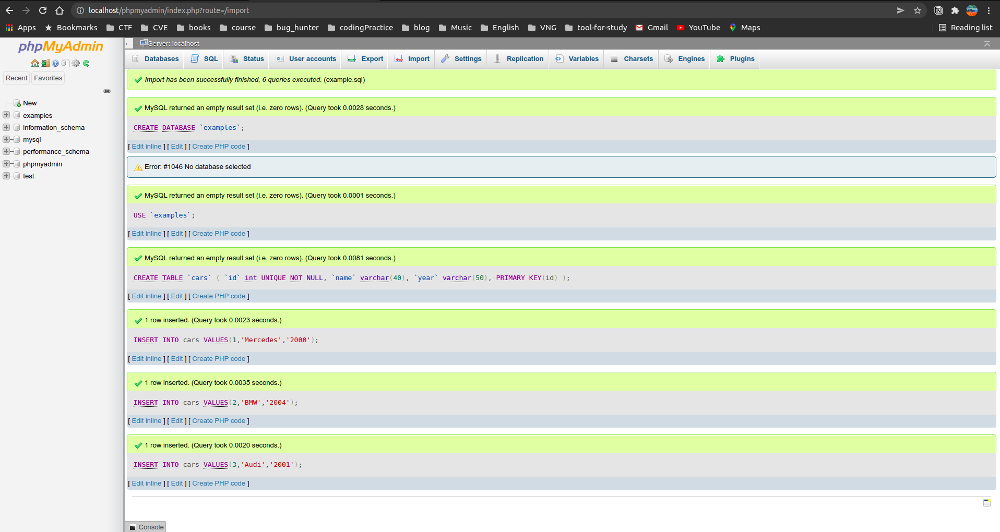 localhost/phpmyadmin/index.php?route=/import
Apps Bookmarks CTF CVE books course bug_hunter codingPractice blog Music English VNG tool-for-study Gmail YouTube Maps Reading list
phpMyAdmin
Recent Favorites
New
examples
information_schema
mysql
performance_schema
phpmyadmin
test
Server: localhost
Databases SQL Status User accounts Export Import Settings Replication Variables Charsets Engines Plugins
Import has been successfully finished, 6 queries executed. (example.sql)
MySQL returned an empty result set (i.e. zero rows). (Query took 0.0028 seconds.)
CREATE DATABASE `examples`;
[ Edit inline ] [ Edit ] [ Create PHP code ]
Error: #1046 No database selected
MySQL returned an empty result set (i.e. zero rows). (Query took 0.0001 seconds.)
USE `examples`;
[ Edit inline ] [ Edit ] [ Create PHP code ]
MySQL returned an empty result set (i.e. zero rows). (Query took 0.0081 seconds.)
CREATE TABLE `cars` ( `id` int UNIQUE NOT NULL, `name` varchar(40), `year` varchar(50), PRIMARY KEY(id) );
[ Edit inline ] [ Edit ] [ Create PHP code ]
1 row inserted. (Query took 0.0023 seconds.)
INSERT INTO cars VALUES(1,'Mercedes','2000');
[ Edit inline ] [ Edit ] [ Create PHP code ]
1 row inserted. (Query took 0.0035 seconds.)
INSERT INTO cars VALUES(2,'BMW','2004');
[ Edit inline ] [ Edit ] [ Create PHP code ]
1 row inserted. (Query took 0.0020 seconds.)
INSERT INTO cars VALUES(3,'Audi','2001');
[ Edit inline ] [ Edit ] [ Create PHP code ]
Console